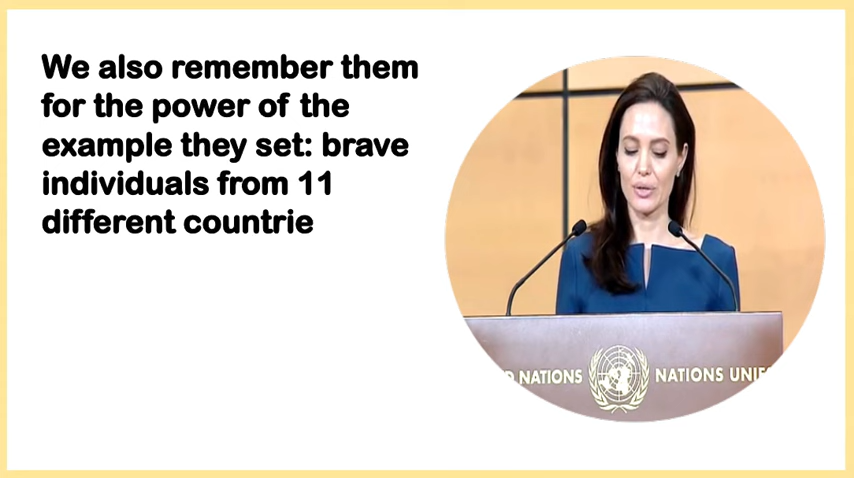 We also remember them
for the power of the
example they set: brave
individuals from 11
different countrie
NATIONS
NATIONS